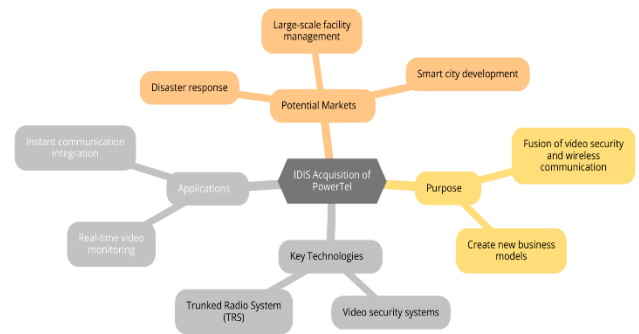 Large-scale facility
management
Disaster response
Smart city development
Potential Markets
Instant communication
integration
Fusion of video security
and wireless
communication
Applications
IDIS Acquisition of
PowerTel
Purpose
Real-time video
monitoring
Create new business
models
Key Technologies
Trunked Radio System
(TRS)
Video security systems